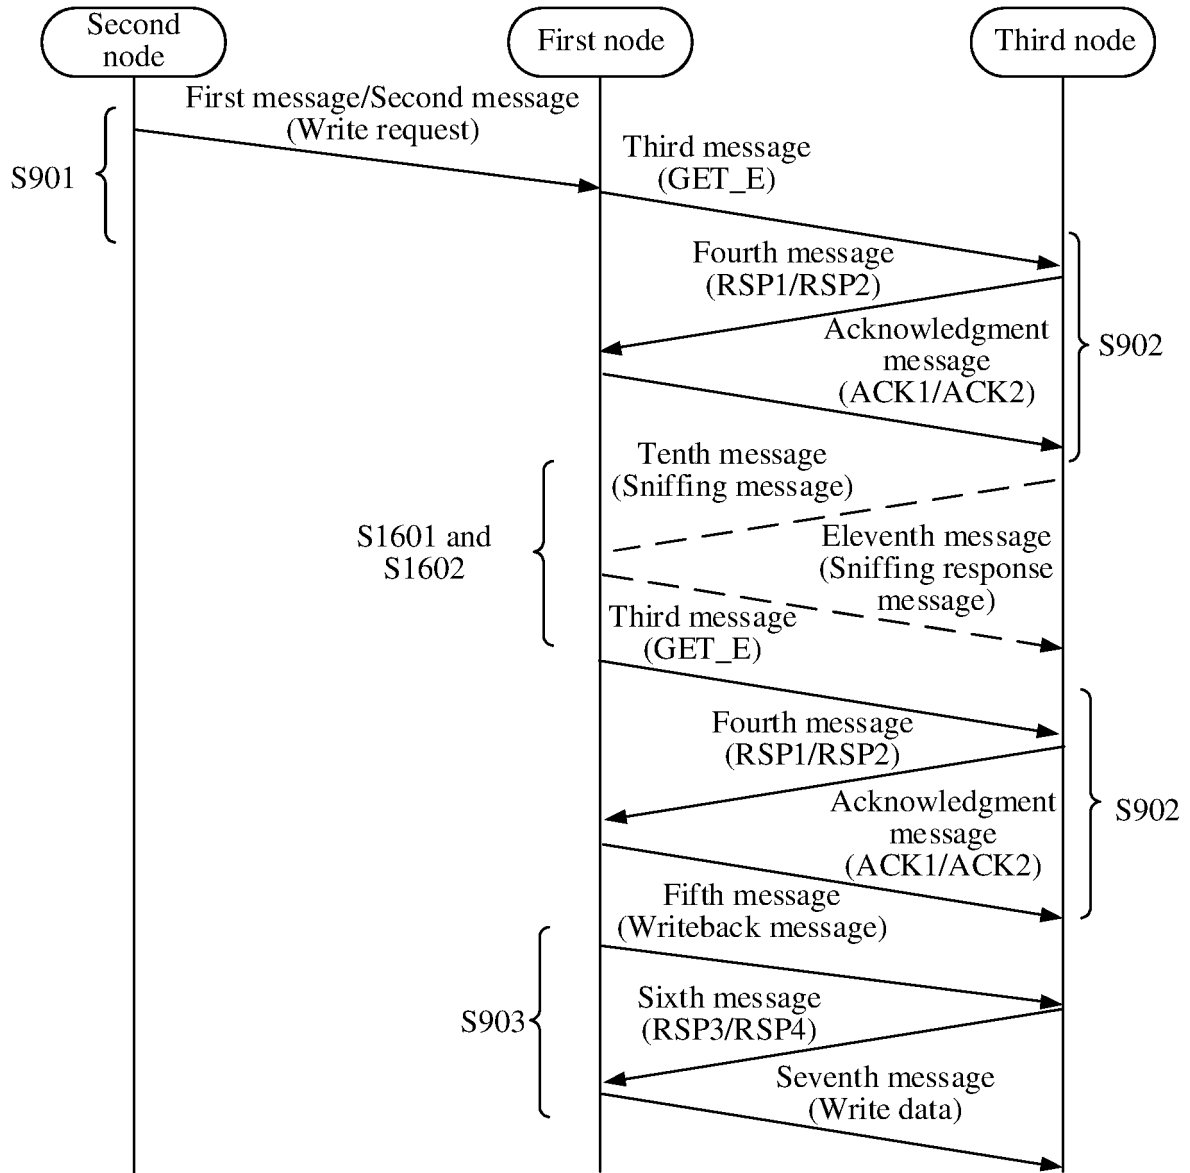 Second
node
First node
Third node
First message/Second message
(Write request)
S901
Third message
(GET_E)
Fourth message
(RSP1/RSP2)
Acknowledgment
message
(ACK1/ACK2)
S902
Tenth message
(Sniffing message)
S1601 and
S1602
Eleventh message
(Sniffing response
message)
Third message
(GET_E)
Fourth message
(RSP1/RSP2)
Acknowledgment
message
(ACK1/ACK2)
S902
Fifth message
(Writeback message)
S903
Sixth message
(RSP3/RSP4)
Seventh message
(Write data)